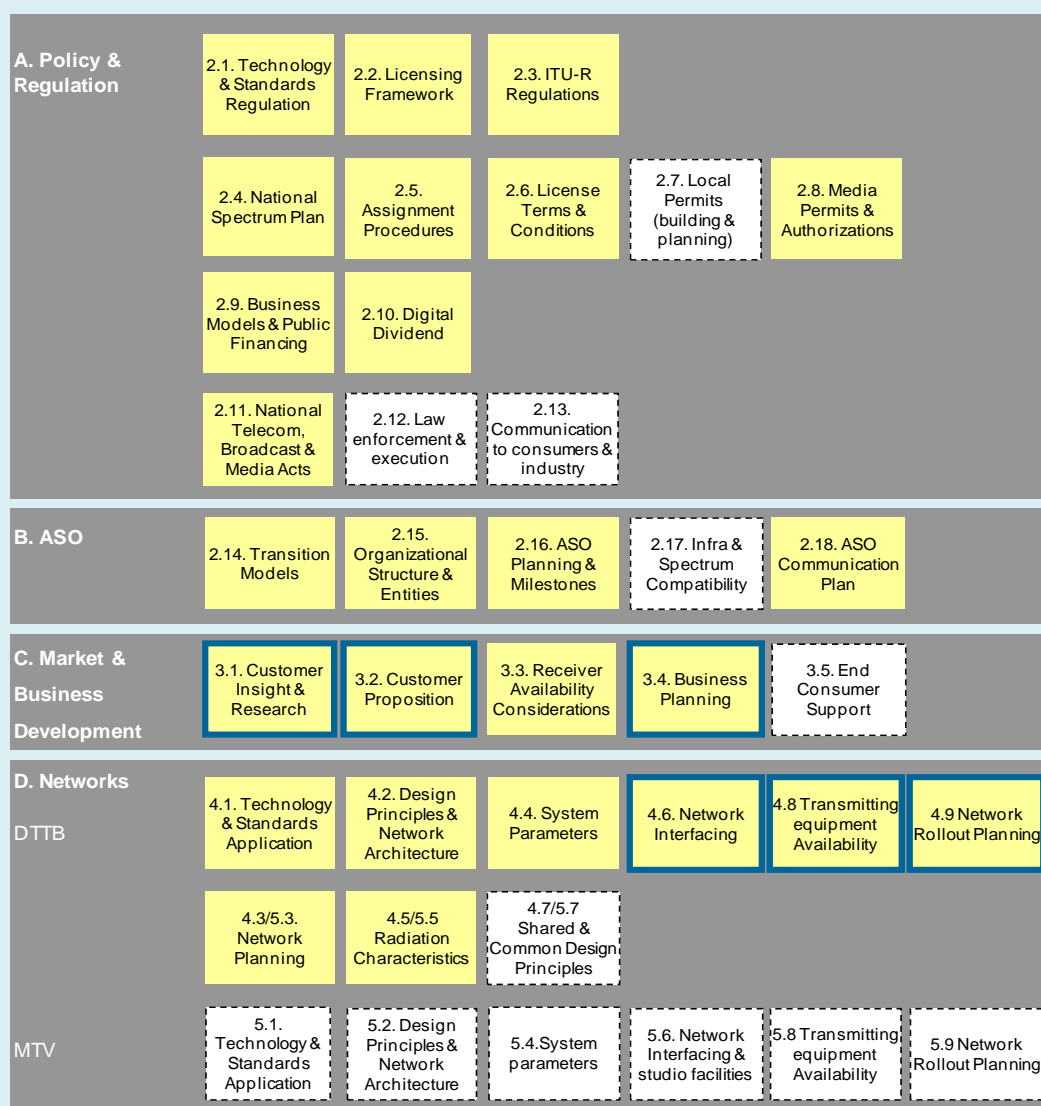 A. Policy &
Regulation
2.1. Technology
& Standards
Regulation
2.2. Licensing
Framework
2.3. ITU-R
Regulations
2.4. National
Spectrum Plan
2.5.
Assignment
Procedures
2.6. License
Terms &
Conditions
2.7. Local
Permits
(building &
planning)
2.8. Media
Permits &
Authorizations
2.9. Business
Models & Public
Financing
2.10. Digital
Dividend
2.11. National
Telecom,
Broadcast &
Media Acts
2.12. Law
enforcement &
execution
2.13.
Communication
to consumers &
industry
B. ASO
2.14. Transition
Models
2.15.
Organizational
Structure &
Entities
2.16. ASO
Planning &
Milestones
2.17. Infra &
Spectrum
Compatibility
2.18. ASO
Communication
Plan
C. Market &
Business
Development
3.1. Customer
Insight &
Research
3.2. Customer
Proposition
3.3. Receiver
Availability
Considerations
3.4. Business
Planning
3.5. End
Consumer
Support
D. Networks
DTTB
4.1. Technology
& Standards
Application
4.2. Design
Principles &
Network
Architecture
4.4. System
Parameters
4.6. Network
Interfacing
4.8 Transmitting
equipment
Availability
4.9 Network
Rollout Planning
4.3/5.3.
Network
Planning
4.5/5.5
Radiation
Characteristics
4.7/5.7
Shared &
Common Design
Principles
MTV
5.1.
Technology &
Standards
Application
5.2. Design
Principles &
Network
Architecture
5.4.System
parameters
5.6. Network
Interfacing &
studio facilities
5.8 Transmitting
equipment
Availability
5.9 Network
Rollout Planning